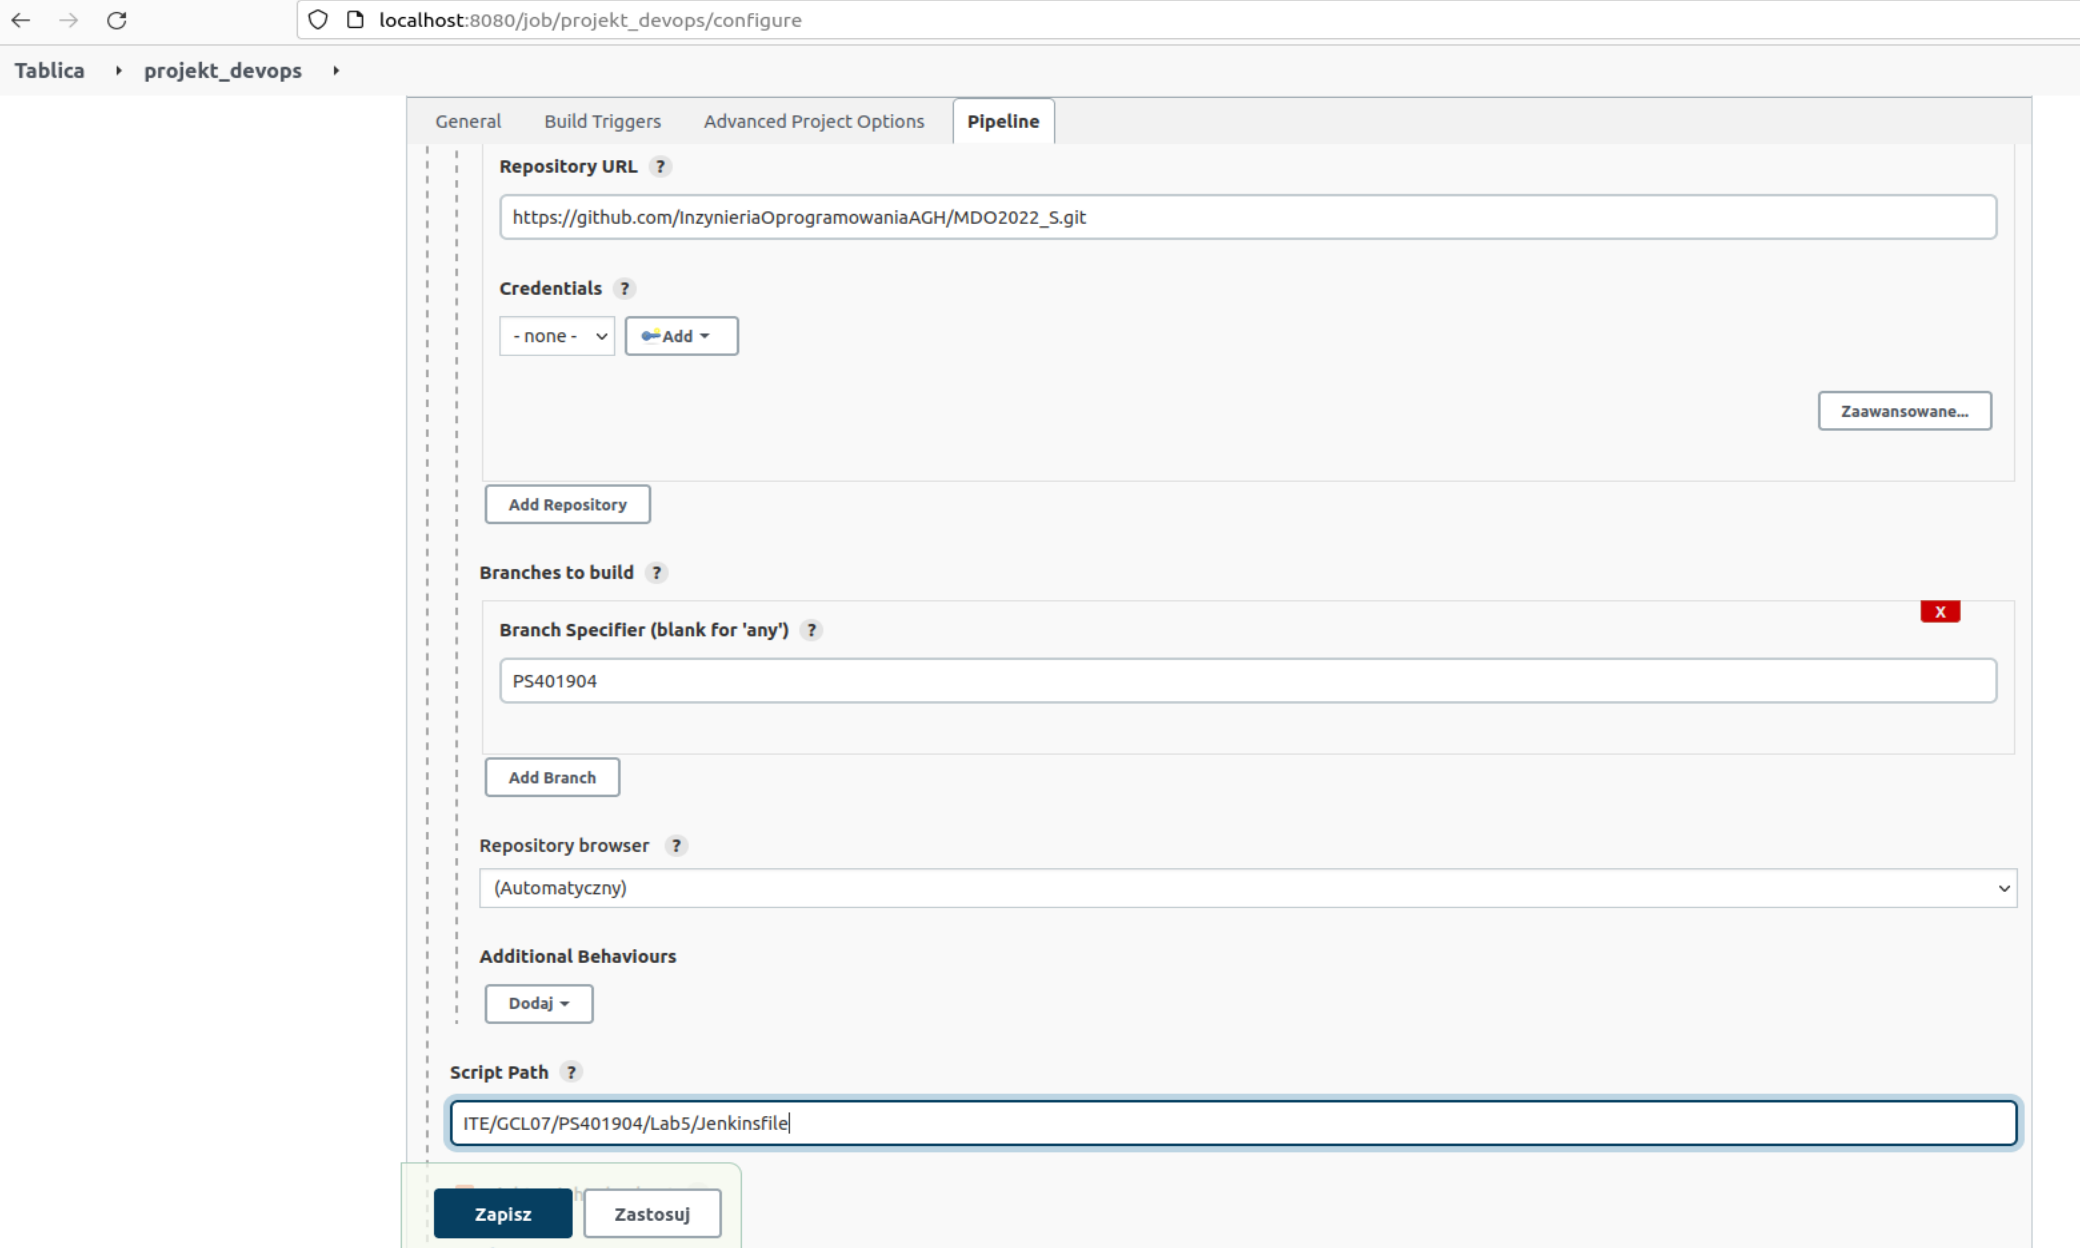 localhost:8080/job/projekt_devops/configure
Tablica projekt_devops
General Build Triggers Advanced Project Options Pipeline
Repository URL ?
https://github.com/InzynieriaOprogramowaniaAGH/MDO2022_S.git
Credentials ?
- none - Add
Zaawansowane...
Add Repository
Branches to build ?
X
Branch Specifier (blank for 'any') ?
PS401904
Add Branch
Repository browser ?
(Automatyczny)
Additional Behaviours
Dodaj
Script Path ?
ITE/GCL07/PS401904/Lab5/Jenkinsfile
Zapisz Zastosuj